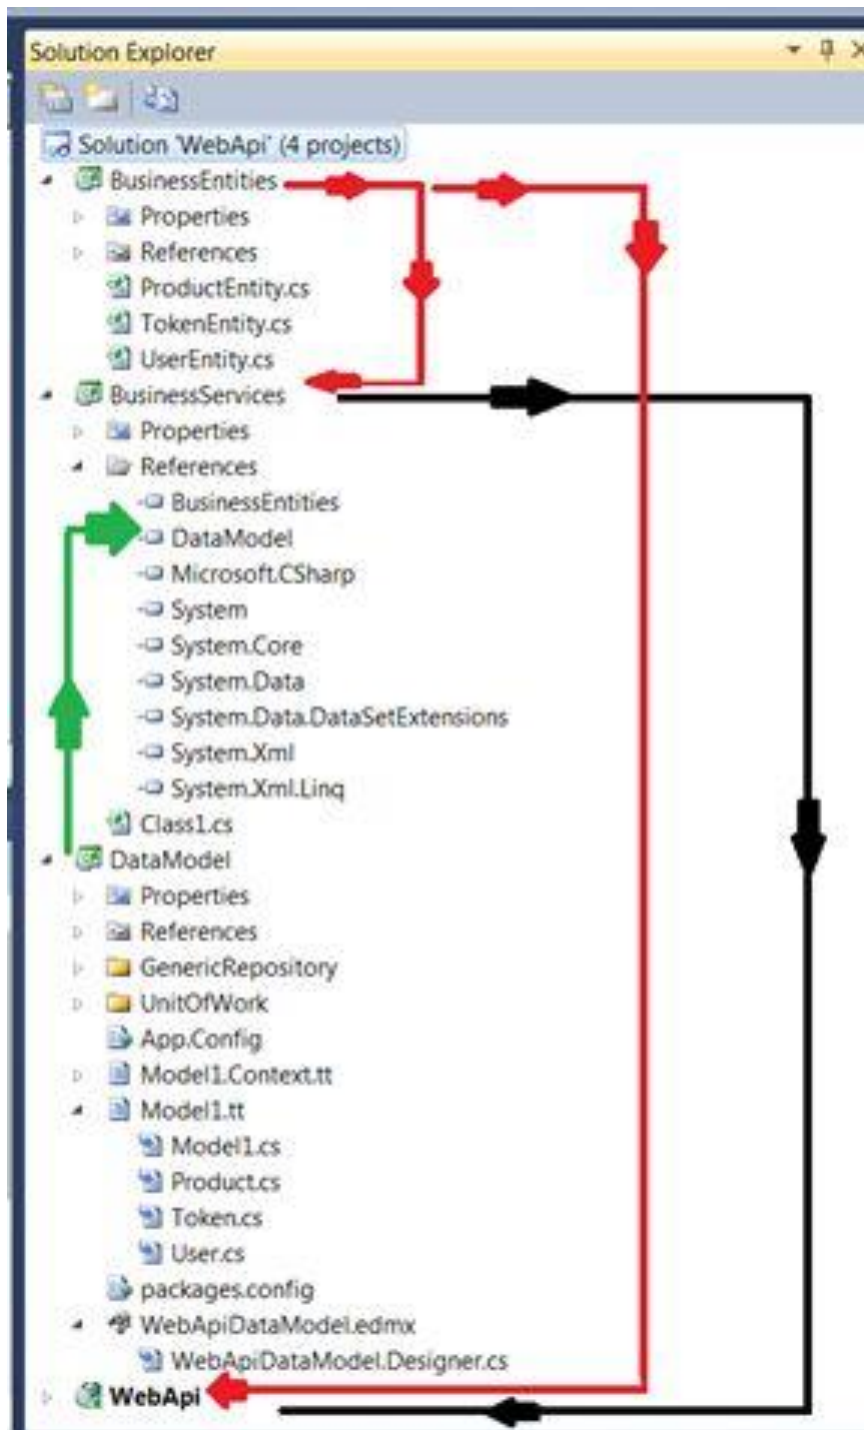 Solution Explorer
Solution 'WebApi' (4 projects)
BusinessEntities
Properties
References
ProductEntity.cs
TokenEntity.cs
UserEntity.cs
BusinessServices
Properties
References
BusinessEntities
DataModel
Microsoft.CSharp
System
System.Core
System.Data
System.Data.DataSetExtensions
System.Xml
System.Xml.Linq
Class1.cs
DataModel
Properties
References
GenericRepository
UnitOfWork
App.Config
Model1.Context.tt
Model1.tt
Model1.cs
Product.cs
Token.cs
User.cs
packages.config
WebApiDataModel.edmx
WebApiDataModel.Designer.cs
WebApi